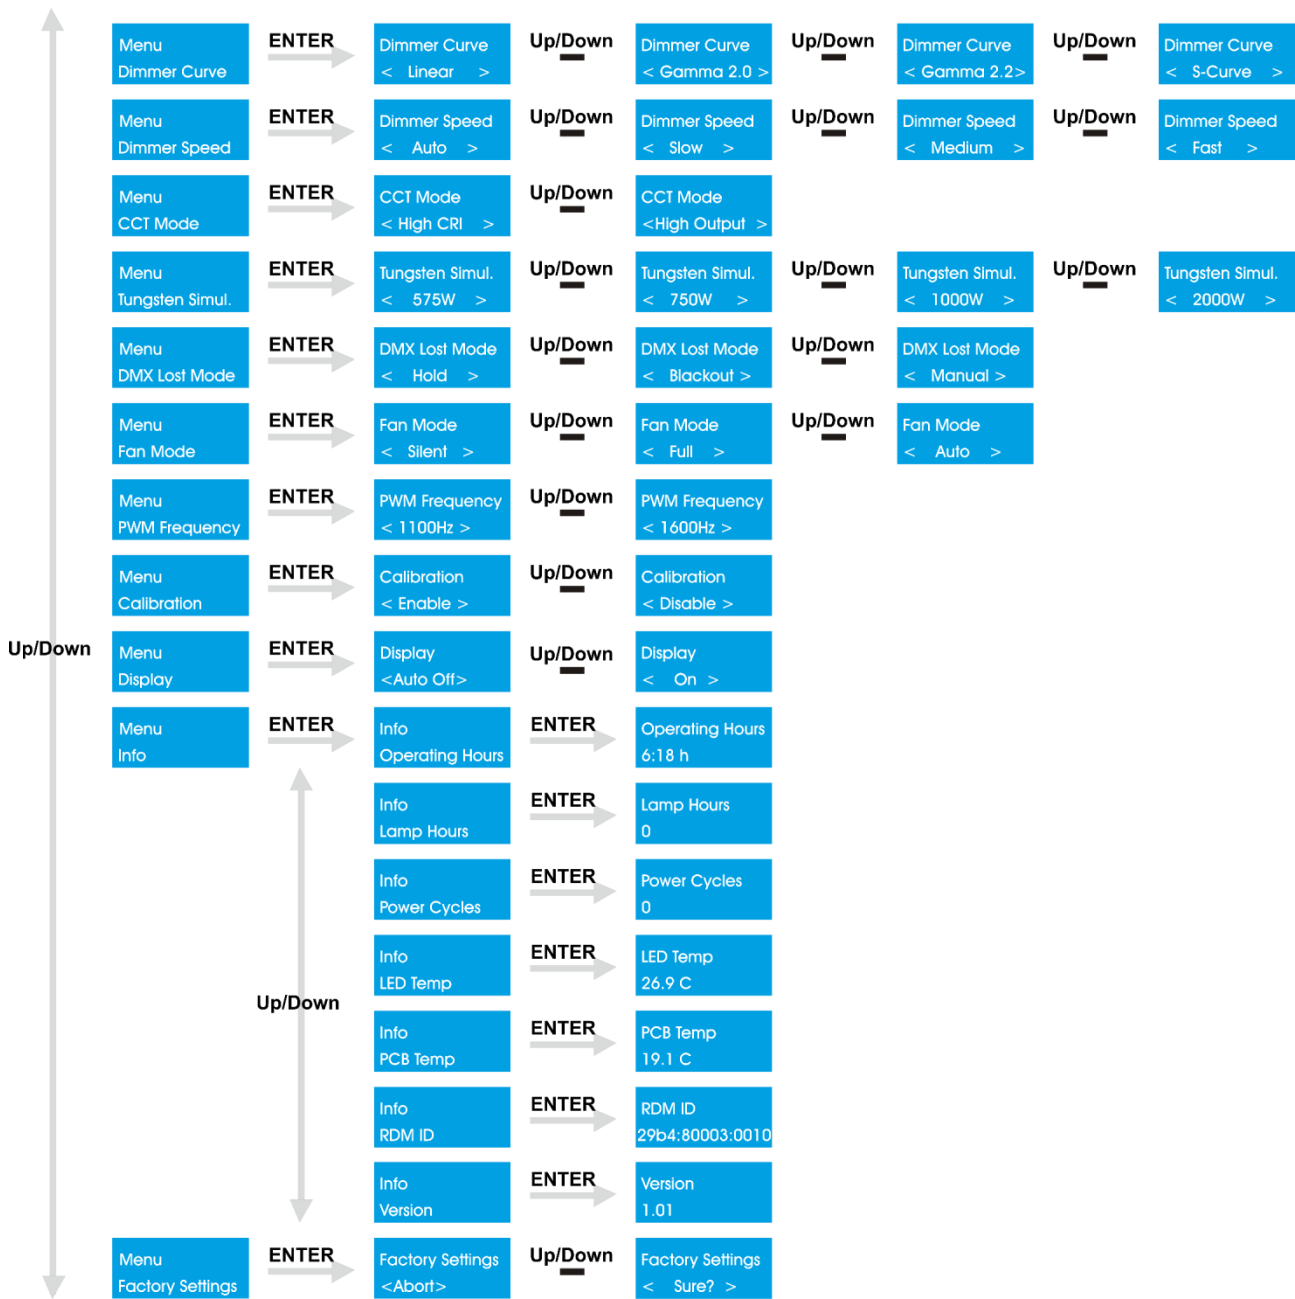 Menu
Dimmer Curve
ENTER
Dimmer Curve
< Linear >
Up/Down
Dimmer Curve
< Gamma 2.0 >
Up/Down
Dimmer Curve
< Gamma 2.2>
Up/Down
Dimmer Curve
< S-Curve >
Menu
Dimmer Speed
ENTER
Dimmer Speed
< Auto >
Up/Down
Dimmer Speed
< Slow >
Up/Down
Dimmer Speed
< Medium >
Up/Down
Dimmer Speed
< Fast >
Menu
CCT Mode
ENTER
CCT Mode
< High CRI >
Up/Down
CCT Mode
<High Output >
Menu
Tungsten Simul.
ENTER
Tungsten Simul.
< 575W >
Up/Down
Tungsten Simul.
< 750W >
Up/Down
Tungsten Simul.
< 1000W >
Up/Down
Tungsten Simul.
< 2000W >
Menu
DMX Lost Mode
ENTER
DMX Lost Mode
< Hold >
Up/Down
DMX Lost Mode
< Blackout >
Up/Down
DMX Lost Mode
< Manual >
Menu
Fan Mode
ENTER
Fan Mode
< Silent >
Up/Down
Fan Mode
< Full >
Up/Down
Fan Mode
< Auto >
Menu
PWM Frequency
ENTER
PWM Frequency
< 1100Hz >
Up/Down
PWM Frequency
< 1600Hz >
Menu
Calibration
ENTER
Calibration
< Enable >
Up/Down
Calibration
< Disable >
Up/Down
Menu
Display
ENTER
Display
<Auto Off>
Up/Down
Display
< On >
Menu
Info
ENTER
Info
Operating Hours
ENTER
Operating Hours
6:18 h
Info
Lamp Hours
ENTER
Lamp Hours
0
Info
Power Cycles
ENTER
Power Cycles
0
Info
LED Temp
ENTER
LED Temp
26.9 C
Up/Down
Info
PCB Temp
ENTER
PCB Temp
19.1 C
Info
RDM ID
ENTER
RDM ID
29b4:80003:0010
Info
Version
ENTER
Version
1.01
Menu
Factory Settings
ENTER
Factory Settings
<Abort>
Up/Down
Factory Settings
< Sure? >